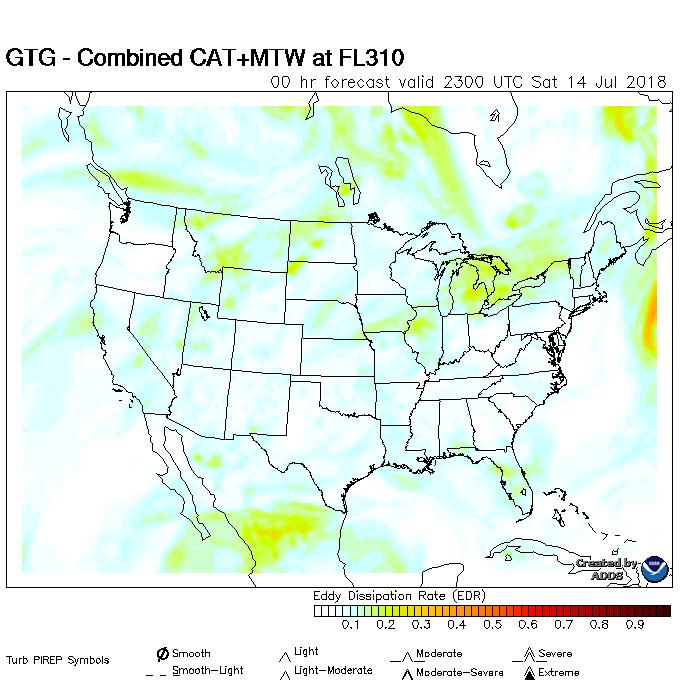 GTG - Combined CAT+MTW at FL310
00 hr forecast valid 2300 UTC Sat 14 Jul 2018
Created by
ADDS
Eddy Dissipation Rate (EDR)
0.1 0.2 0.3 0.4 0.5 0.6 0.7 0.8 0.9
Turb PIREP Symbols
Smooth Light Moderate Severe
Smooth-Light Light-Moderate Moderate-Severe Extreme